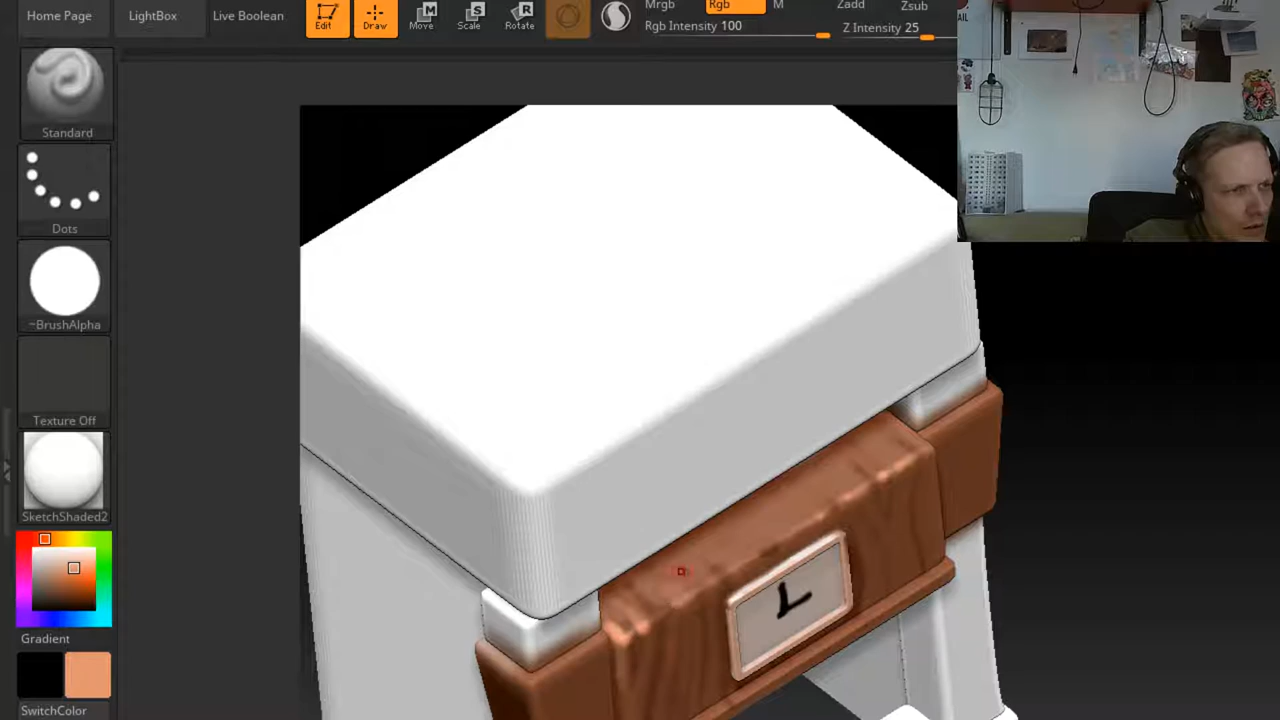 Home Page
LightBox
Live Boolean
Edit
Draw
Move
Scale
Rotate
Mrgb
Rgb
M
Rgb Intensity 100
Zadd
Zsub
Z Intensity 25
Standard
Dots
~BrushAlpha
Texture Off
SketchShaded2
Gradient
SwitchColor